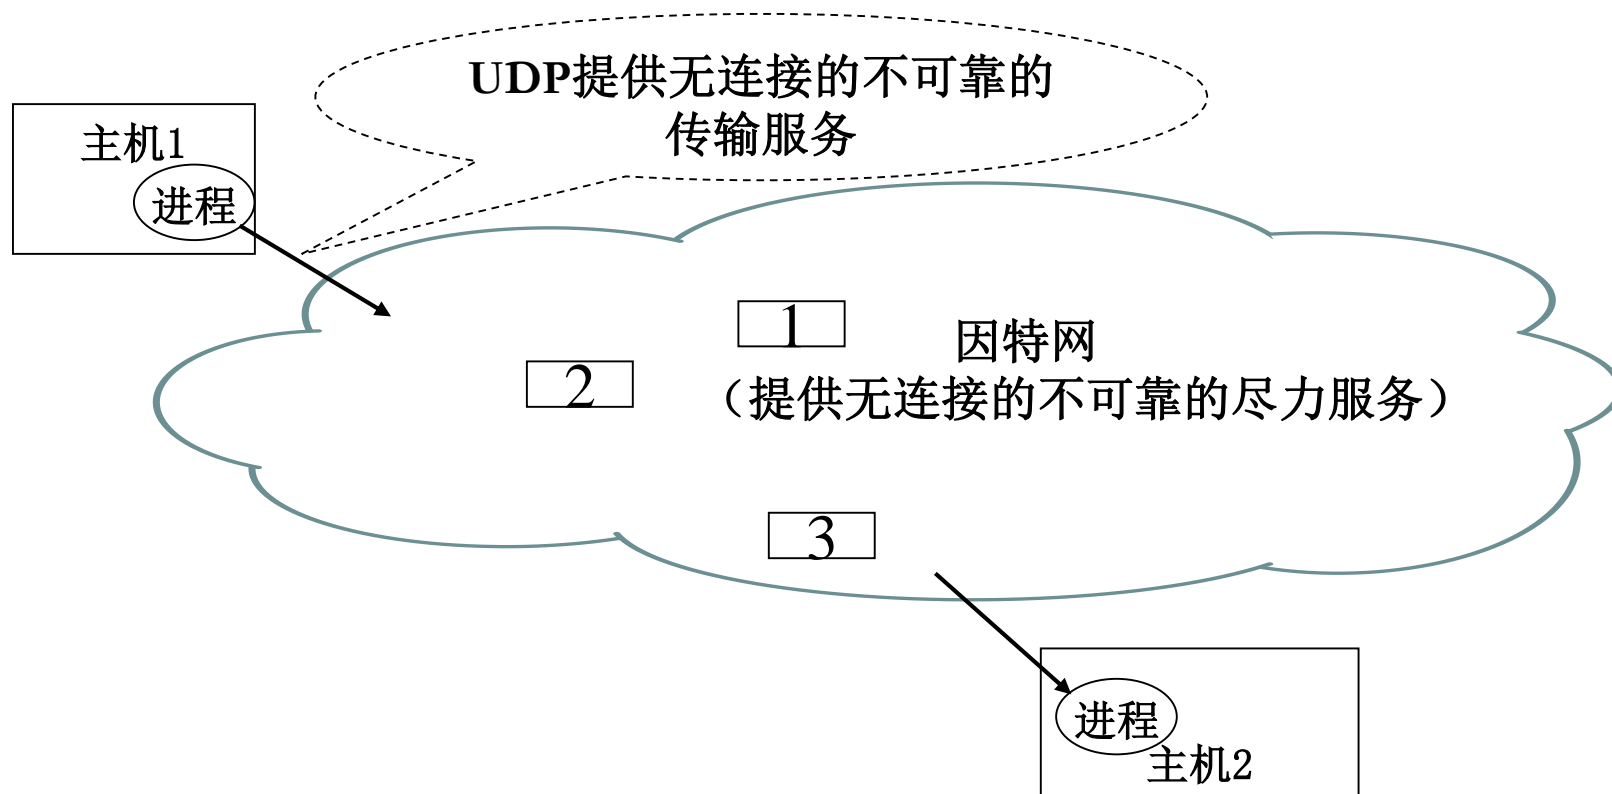 UDP提供无连接的不可靠的
传输服务
主机1
进程
1
因特网
2
（提供无连接的不可靠的尽力服务）
3
进程
主机2